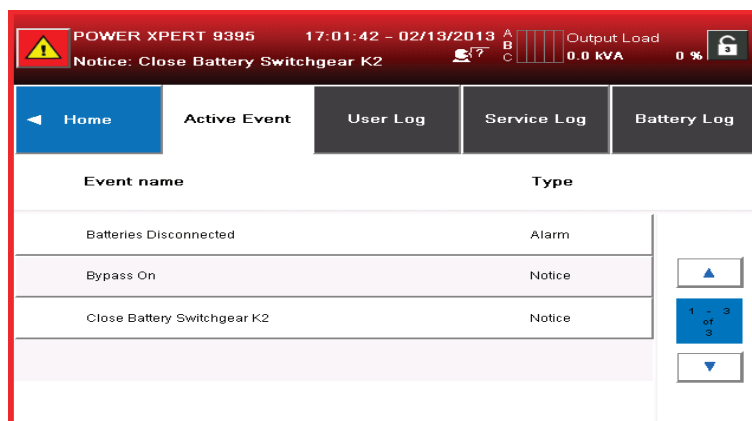 POWER XPERT 9395 17:01:42 - 02/13/2013 A Output Load
B
Notice: Close Battery Switchgear K2 ? C 0.0 kVA 0 % 3
Home Active Event User Log Service Log Battery Log
Event name Type
Batteries Disconnected Alarm
Bypass On Notice
Close Battery Switchgear K2 Notice
1 - 3
of
3